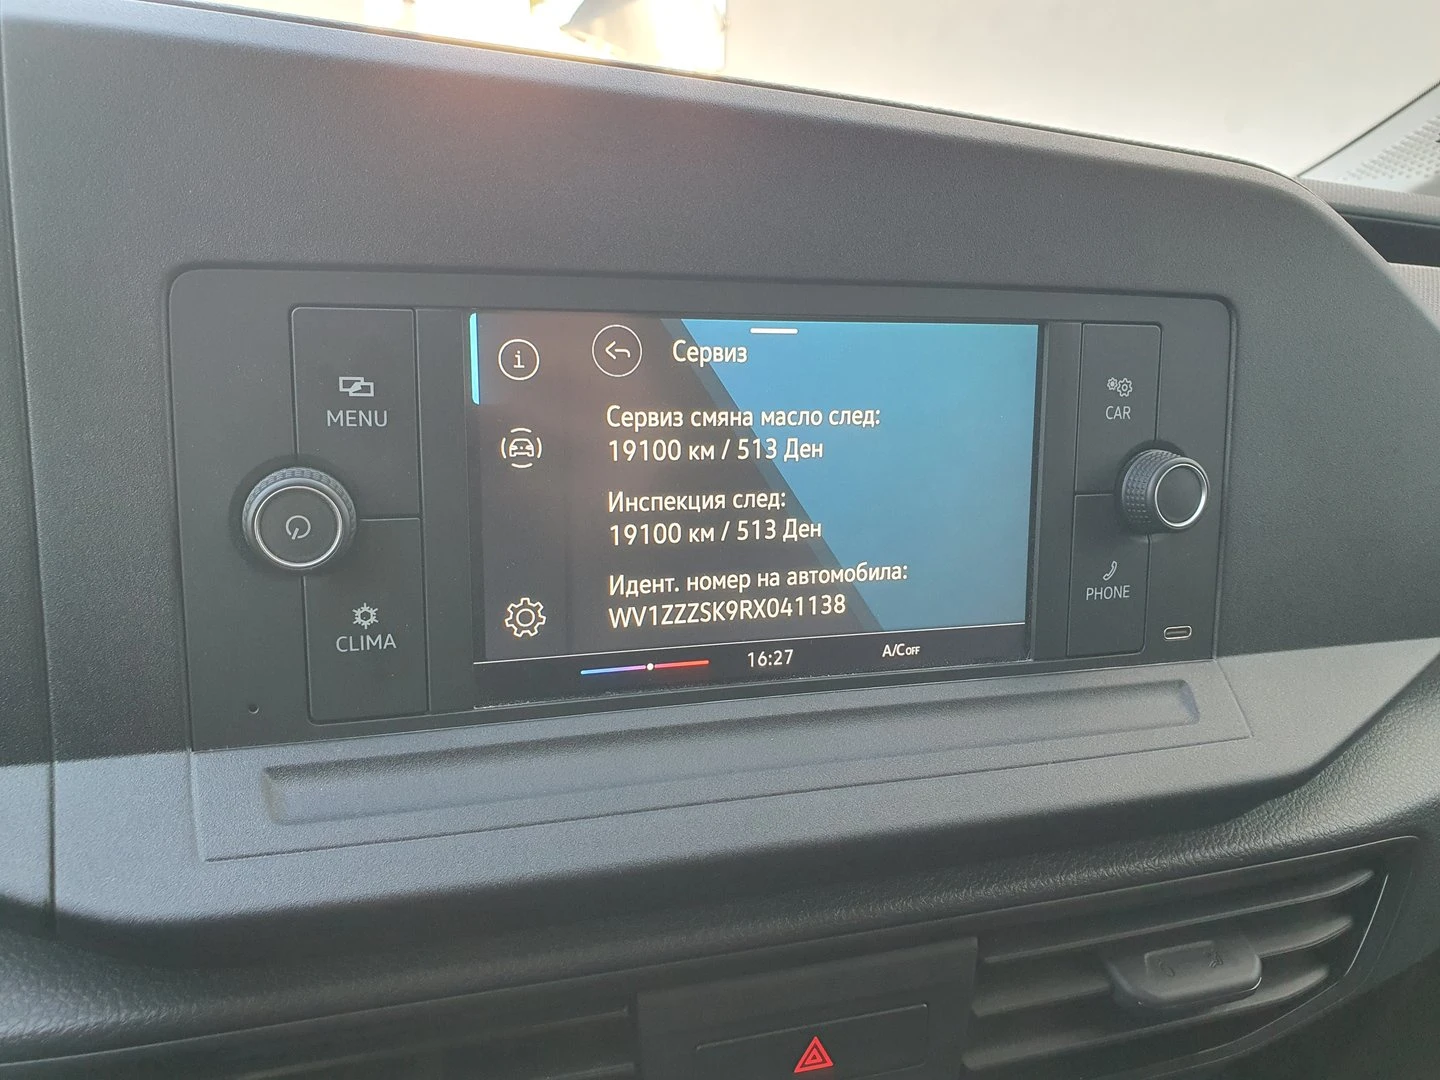 Сервиз
Сервиз смяна масло след:
19100 км / 513 Ден
Инспекция след:
19100 км / 513 Ден
Идент. номер на автомобила:
WV1ZZZSK9RX041138
16:27
A/C OFF
MENU
CLIMA
CAR
PHONE